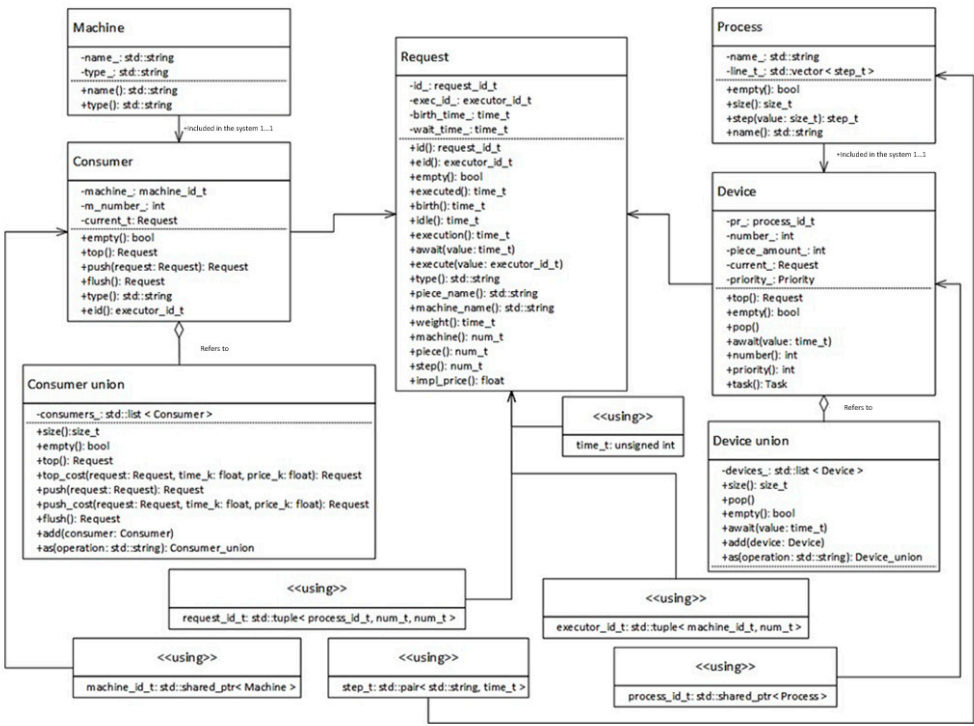 Machine
-name_: std::string
-type_: std::string
+name(): std::string
+type(): std::string
+included in the system 1...1
Consumer
-machine_: machine_id_t
-m_number_: int
-current_t: Request
+empty(): bool
+top(): Request
+push(request: Request): Request
+flush(): Request
+type(): std::string
+eid(): executor_id_t
Refers to
Consumer union
-consumers_: std::list < Consumer >
+size():size_t
+empty(): bool
+top(): Request
+top_cost(request: Request, time_k: float, price_k: float): Request
+push(request: Request): Request
+push_cost(request: Request, time_k: float, price_k: float): Request
+flush(): Request
+add(consumer: Consumer)
+as(operation: std::string): Consumer_union
Request
-id_: request_id_t
-exec_id_: executor_id_t
-birth_time_: time_t
-wait_time_: time_t
+id(): request_id_t
+eid(): executor_id_t
+empty(): bool
+executed(): time_t
+birth(): time_t
+idle(): time_t
+execution(): time_t
+await(value: time_t)
+execute(value: executor_id_t)
+type(): std::string
+piece_name(): std::string
+machine_name(): std::string
+weight(): time_t
+machine(): num_t
+piece(): num_t
+step(): num_t
+impl_price(): float
Process
-name_: std::string
-line_t_: std::vector< step_t >
+empty(): bool
+size(): size_t
+step(value: size_t): step_t
+name(): std::string
+included in the system 1...1
Device
-pr_: process_id_t
-number_: int
-piece_amount_: int
-current_: Request
-priority_: Priority
+top(): Request
+empty(): bool
+pop()
+await(value: time_t)
+number(): int
+priority(): int
+task(): Task
Refers to
Device union
-devices_: std::list < Device >
+size(): size_t
+pop()
+empty(): bool
+await(value: time_t)
+add(device: Device)
+as(operation: std::string): Device_union
<<using>>
time_t: unsigned int
<<using>>
request_id_t: std::tuple< process_id_t, num_t, num_t >
<<using>>
executor_id_t: std::tuple< machine_id_t, num_t >
<<using>>
machine_id_t: std::shared_ptr< Machine >
<<using>>
step_t: std::pair< std::string, time_t >
<<using>>
process_id_t: std::shared_ptr< Process >